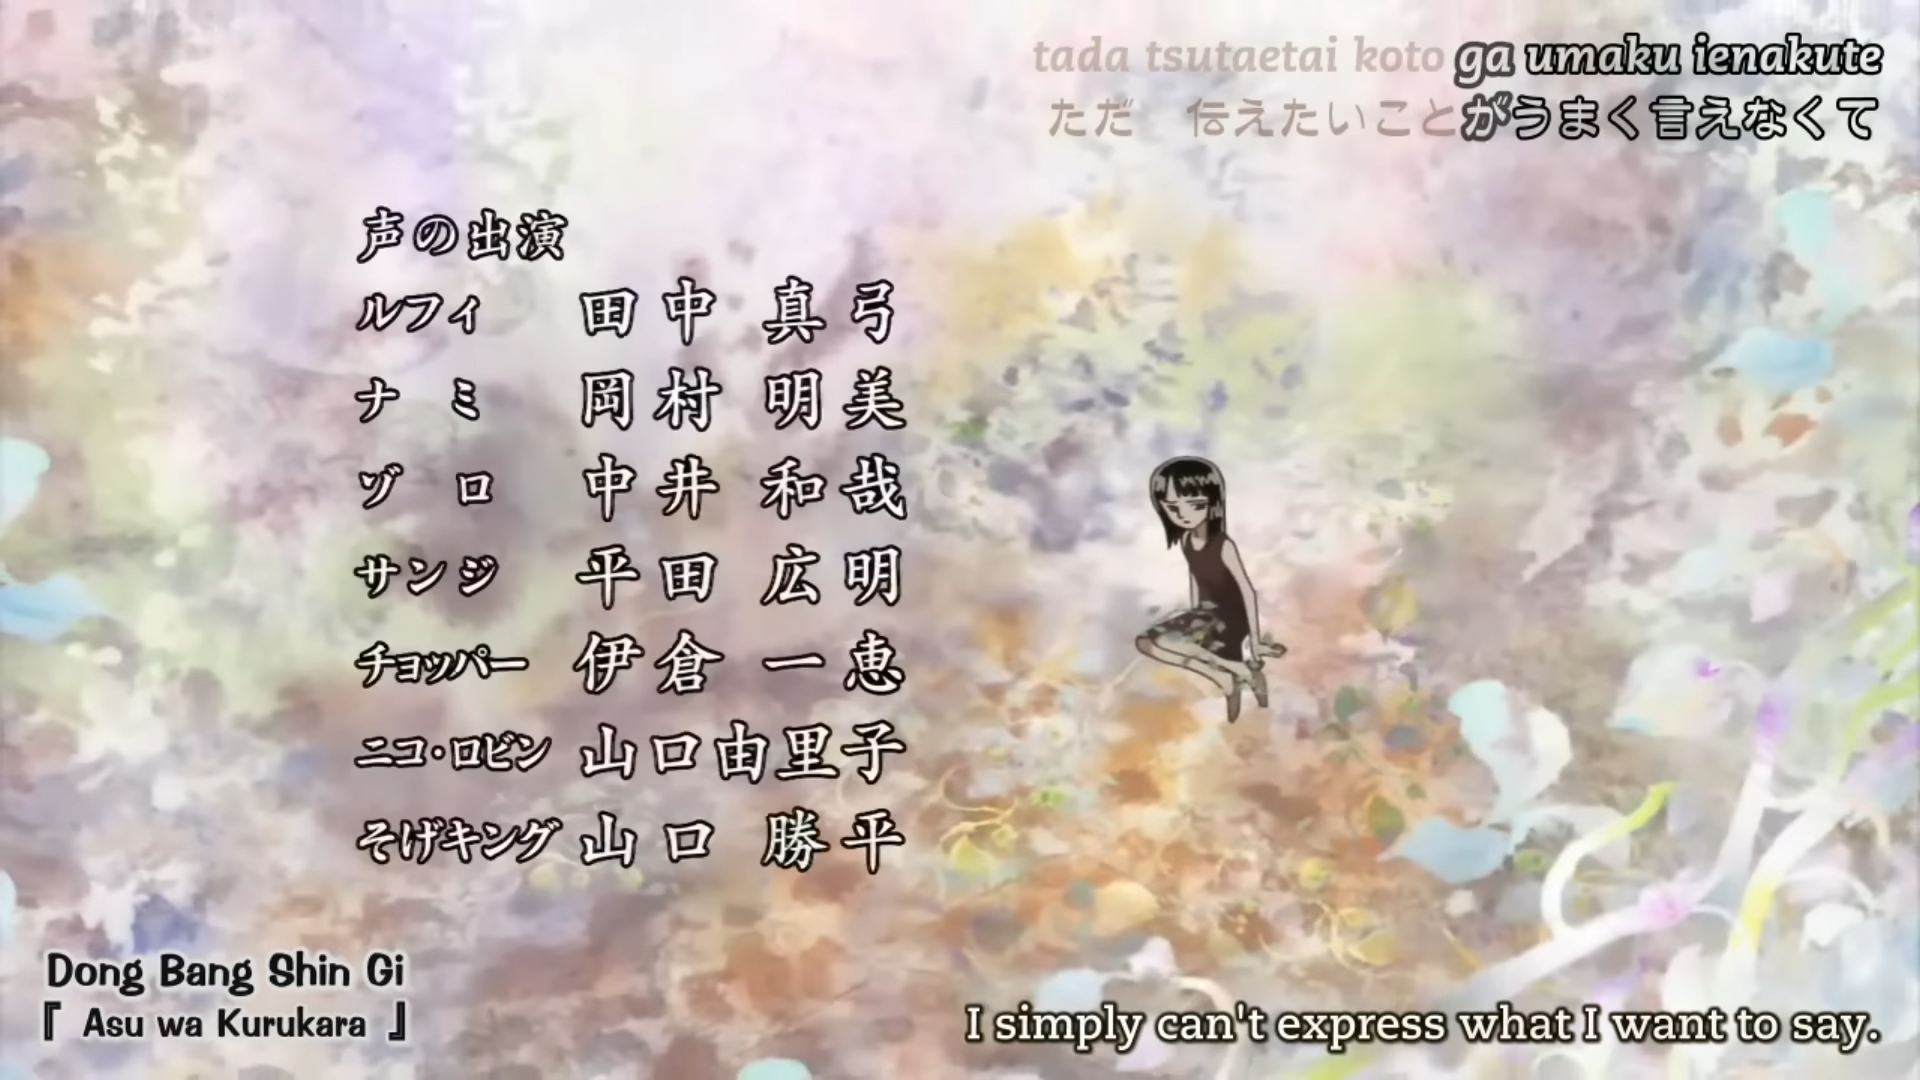 tada tsutaetai koto ga umaku ienakute
ただ　伝えたいことがうまく言えなくて
声の出演
ルフィ　田中 真弓
ナミ　岡村 明美
ゾロ　中井 和哉
サンジ　平田 広明
チョッパー　伊倉 一恵
ニコ・ロビン　山口由里子
そげキング　山口 勝平
Dong Bang Shin Gi
『 Asu wa Kurukara 』
I simply can't express what I want to say.